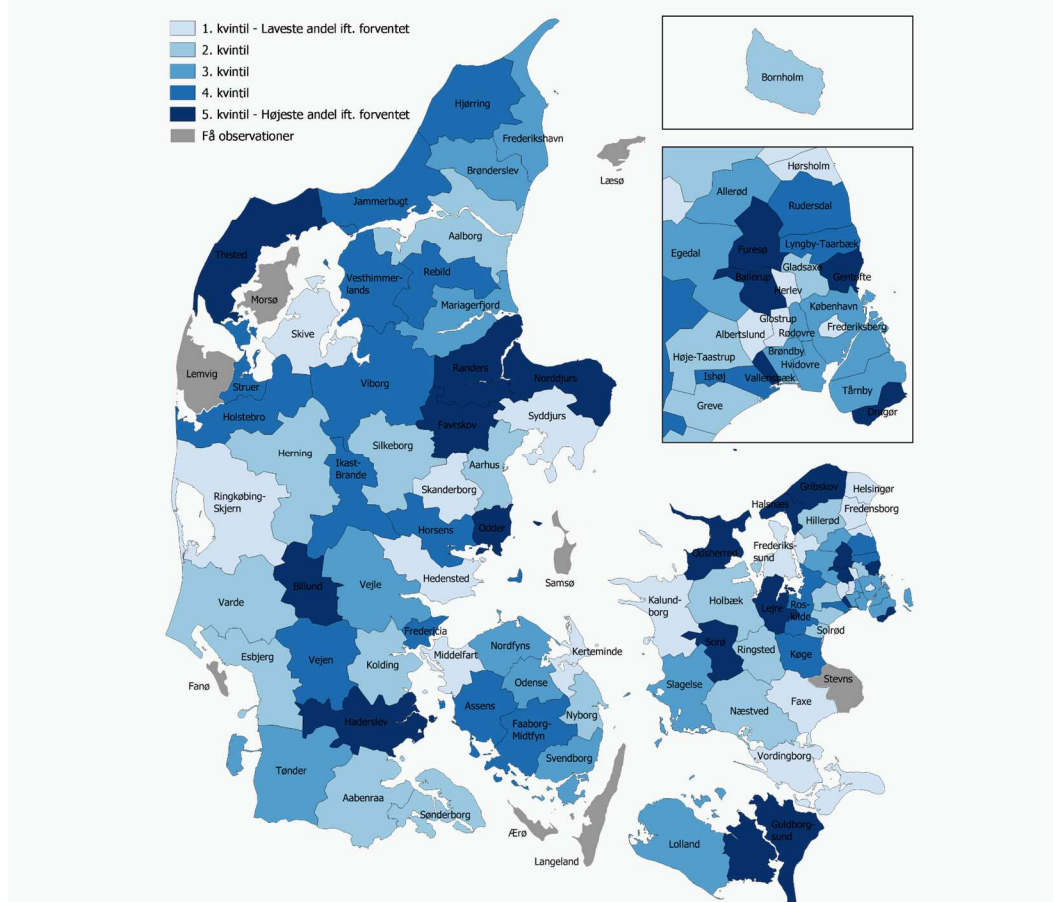 1. kvintil - Laveste andel ift. forventet
2. kvintil
3. kvintil
4. kvintil
5. kvintil - Højeste andel ift. forventet
Få observationer
Hjørring
Frederikshavn
Brønderslev
Læsø
Jammerbugt
Aalborg
Thisted
Vesthimmer-
lands
Rebild
Morsø
Mariagerfjord
Skive
Lemvig
Struer
Viborg
Randers
Norddjurs
Holstebro
Favrskov
Syddjurs
Herning
Silkeborg
Ikast-
Brande
Aarhus
Skanderborg
Ringkøbing-
Skjern
Horsens
Odder
Hedensted
Samsø
Billund
Vejle
Varde
Fredericia
Esbjerg
Vejen
Kolding
Fanø
Haderslev
Tønder
Aabenraa
Sønderborg
Middelfart
Nordfyns
Kerteminde
Odense
Assens
Faaborg-
Midtfyn
Nyborg
Svendborg
Ærø
Langeland
Bornholm
Hørsholm
Allerød
Rudersdal
Egedal
Furesø
Lyngby-Taarbæk
Gladsaxe
Ballerup
Gentofte
Herlev
København
Glostrup
Albertslund
Rødovre
Frederiksberg
Brøndby
Høje-Taastrup
Hvidovre
Ishøj
Vallensbæk
Tårnby
Greve
Dragør
Gribskov
Helsingør
Halsnæs
Fredensborg
Hillerød
Odsherred
Frederiks-
sund
Kalund-
borg
Holbæk
Lejre
Ros-
kilde
Solrød
Sorø
Ringsted
Køge
Stevns
Slagelse
Næstved
Faxe
Vordingborg
Lolland
Guldborg-
sund